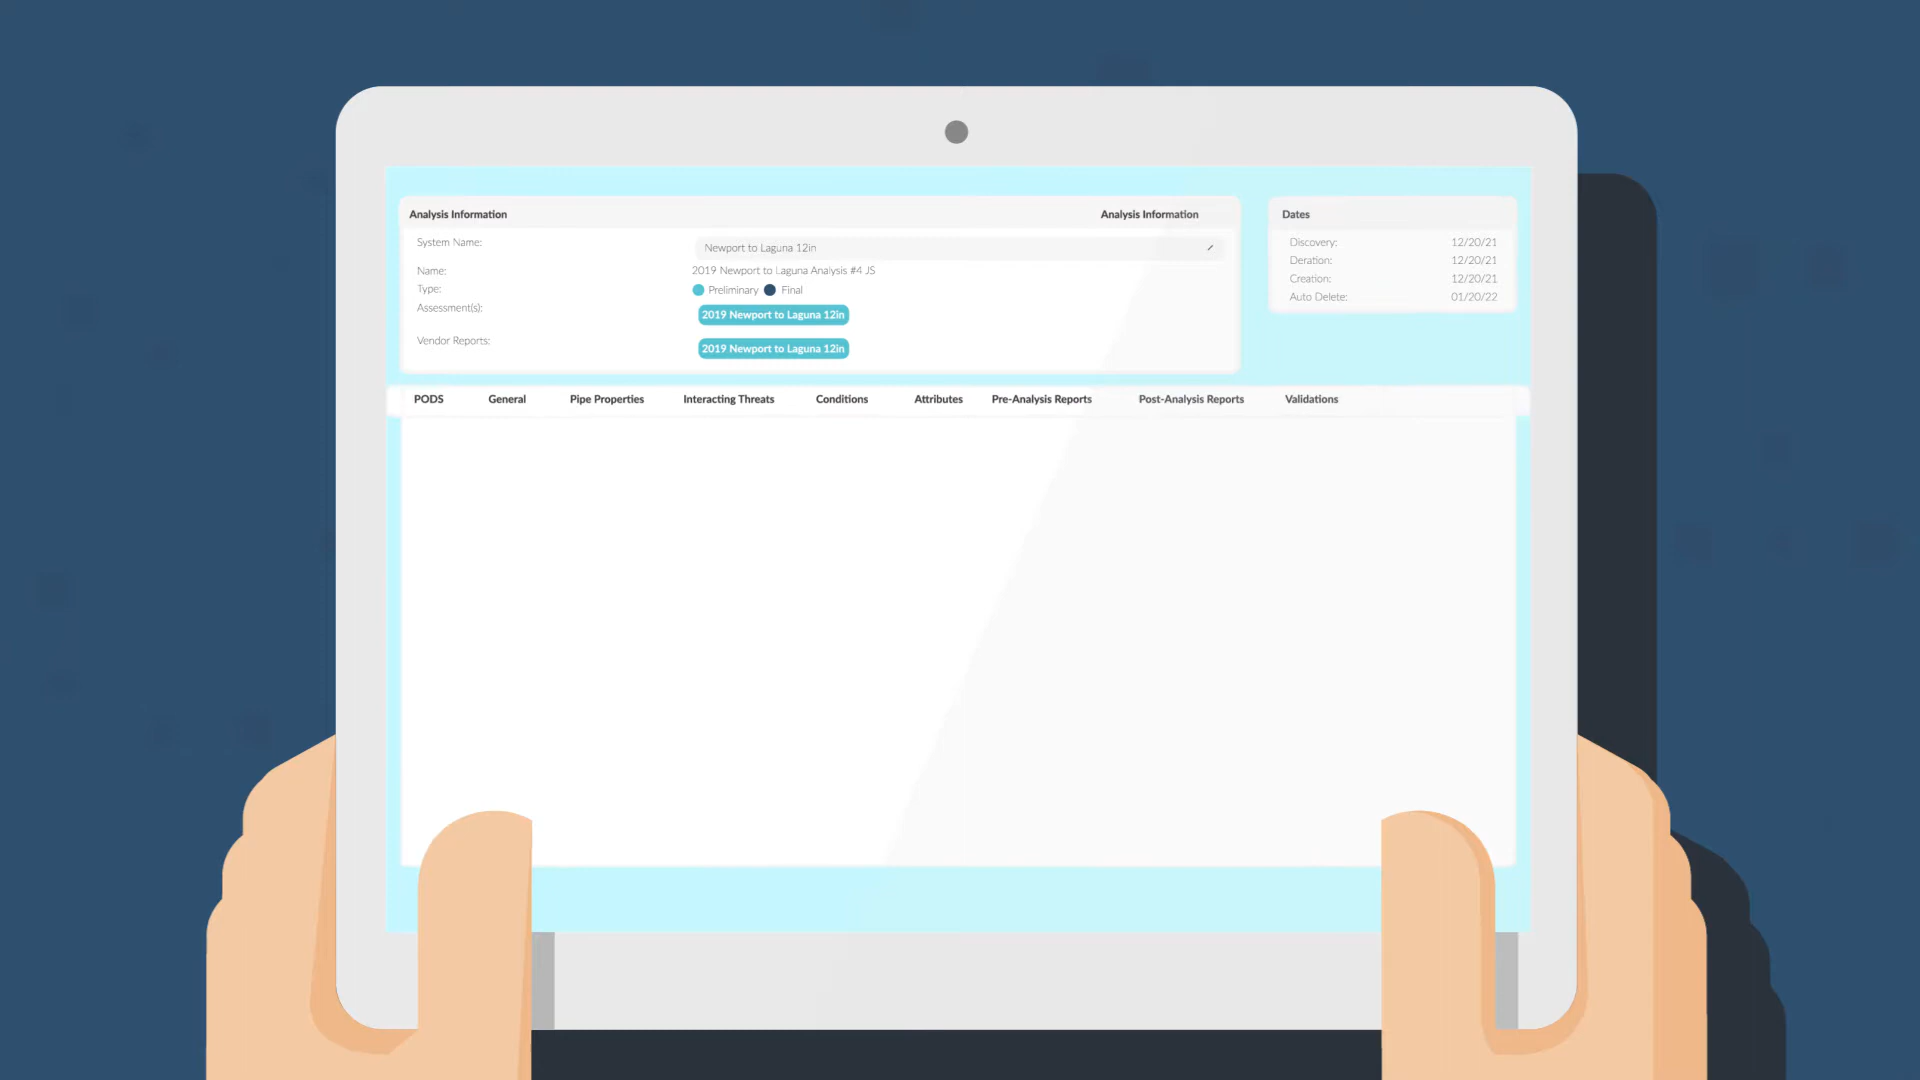 Analysis Information Analysis Information
System Name: Newport to Laguna 12in
Name: 2019 Newport to Laguna Analysis #4 JS
Type: Preliminary Final
Assessment(s): 2019 Newport to Laguna 12in
Vendor Reports: 2019 Newport to Laguna 12in
Dates
Discovery: 12/20/21
Deration: 12/20/21
Creation: 12/20/21
Auto Delete: 01/20/22
PODS General Pipe Properties Interacting Threats Conditions Attributes Pre-Analysis Reports Post-Analysis Reports Validations